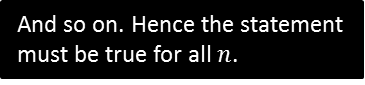 And so on. Hence the statement
must be true for all n.